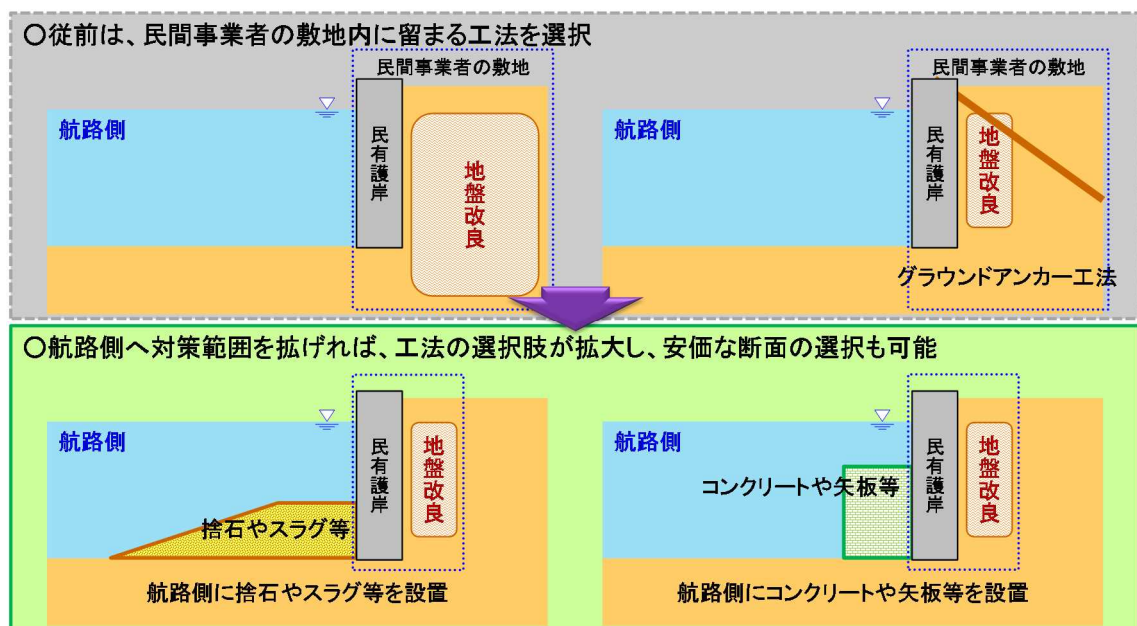 〇従前は、民間事業者の敷地内に留まる工法を選択
民間事業者の敷地
航路側
民有護岸
地盤改良
民間事業者の敷地
航路側
民有護岸
地盤改良
グラウンドアンカー工法
〇航路側へ対策範囲を拡げれば、工法の選択肢が拡大し、安価な断面の選択も可能
航路側
民有護岸
地盤改良
捨石やスラグ等
航路側に捨石やスラグ等を設置
航路側
民有護岸
地盤改良
コンクリートや矢板等
航路側にコンクリートや矢板等を設置